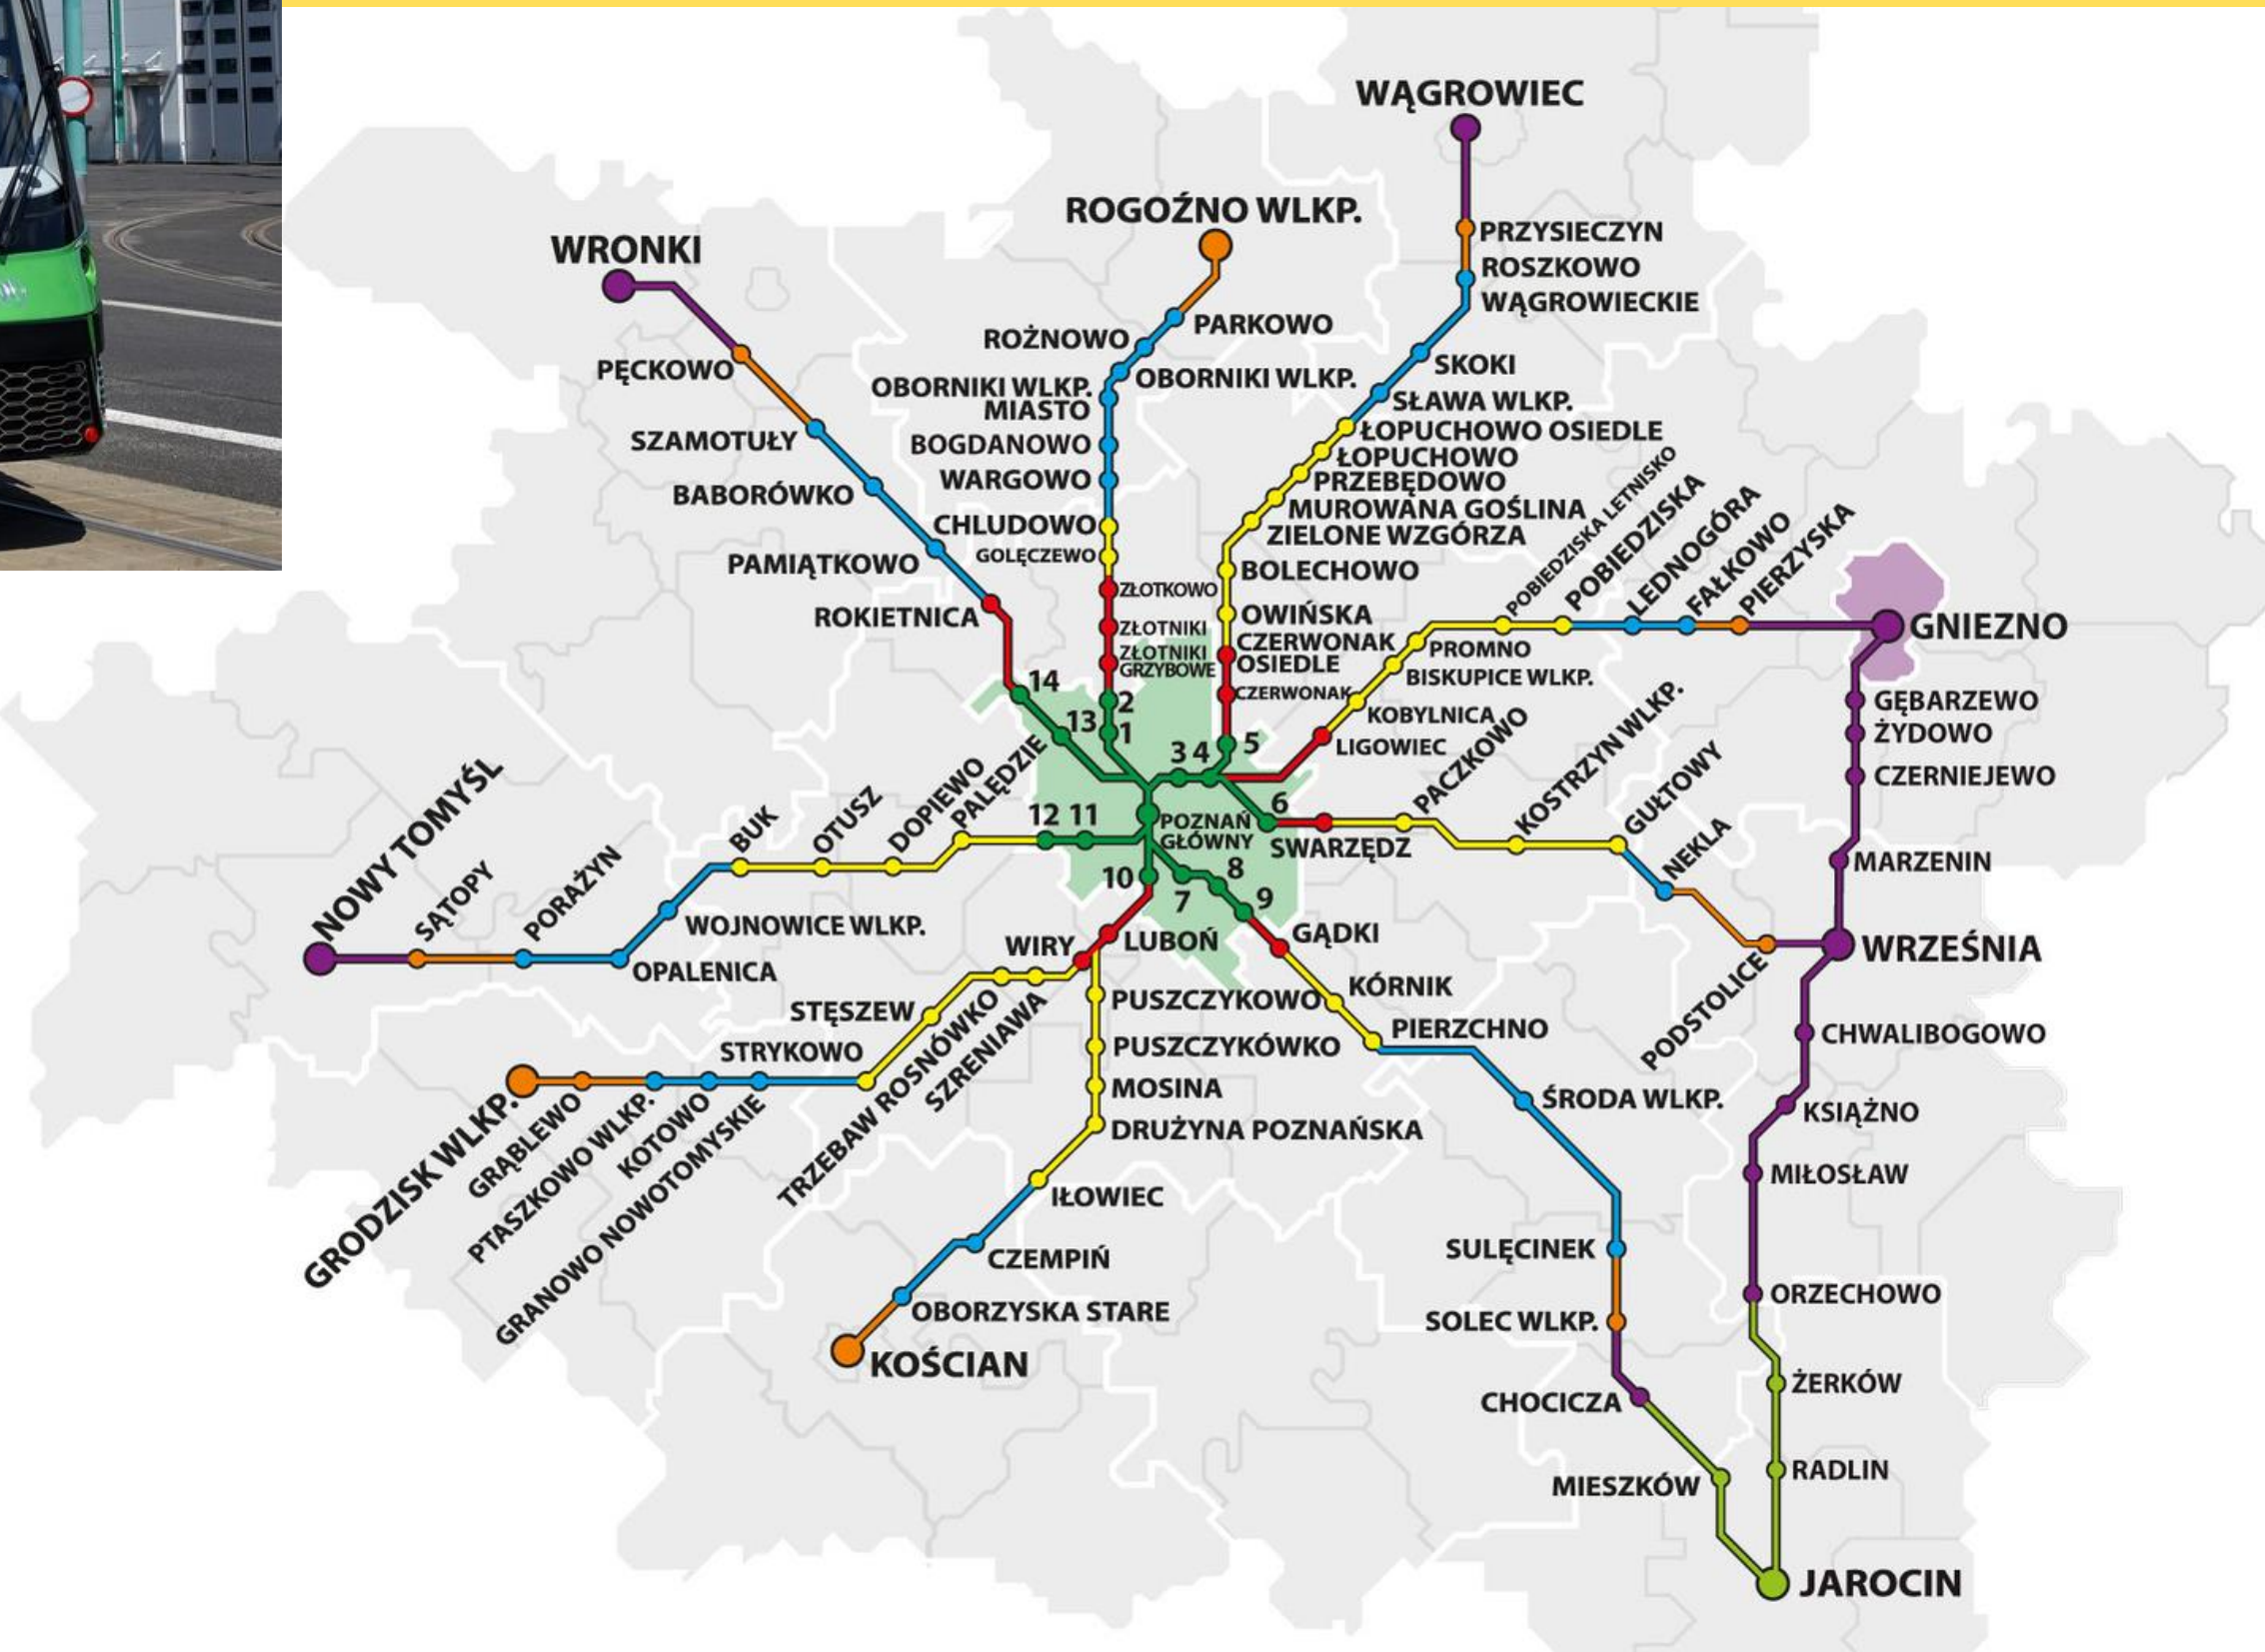 WĄGROWIEC
ROGOŹNO WLKP.
WRONKI
PRZYSIECZYN
ROSZKOWO
WĄGROWIECKIE
PARKOWO
ROŻNOWO
PĘCKOWO
SKOKI
OBORNIKI WLKP.
OBORNIKI WLKP.
MIASTO
SŁAWA WLKP.
SZAMOTUŁY
BOGDANOWO
ŁOPUCHOWO OSIEDLE
ŁOPUCHOWO
WARGOWO
PRZEBĘDOWO
BABORÓWKO
MUROWANA GOŚLINA
CHLUDOWO
ZIELONE WZGÓRZA
GOLĘCZEWO
PAMIĄTKOWO
BOLECHOWO
POBIEDZISKA LETNISKO
POBIEDZISKA
LEDNOGÓRA
FAŁKOWO
PIERZYSKA
ZŁOTKOWO
ROKIETNICA
OWIŃSKA
ZŁOTNIKI
GNIEZNO
CZERWONAK
OSIEDLE
ZŁOTNIKI
GRZYBOWE
PROMNO
BISKUPICE WLKP.
14
CZERWONAK
2
GĘBARZEWO
KOBYLNICA
13
1
ŻYDOWO
3 4
5
LIGOWIEC
CZERNIEJEWO
PACZKOWO
KOSTRZYN WLKP.
GUŁTOWY
NEKLA
NOWY TOMYŚL
SĄTOPY
PORAŻYN
BUK
OTUSZ
DOPIEWO
PALĘDZIE
12 11
6
POZNAŃ
GŁÓWNY
SWARZĘDZ
MARZENIN
10
8
7
9
WOJNOWICE WLKP.
WIRY
LUBOŃ
GĄDKI
WRZEŚNIA
OPALENICA
PODSTOLICE
STĘSZEW
PUSZCZYKOWO
KÓRNIK
CHWALIBOGOWO
STRYKOWO
PUSZCZYKÓWKO
PIERZCHNO
TRZEBAW ROSNÓWKO
SZRENIAWA
MOSINA
ŚRODA WLKP.
KSIĄŻNO
DRUŻYNA POZNAŃSKA
GRODZISK WLKP.
GRĄBLEWO
PTASZKOWO WLKP.
KOTOWO
GRANOWO NOWOTOMYSKIE
MIŁOSŁAW
IŁOWIEC
SULĘCINEK
CZEMPIŃ
ORZECHOWO
OBORZYSKA STARE
SOLEC WLKP.
KOŚCIAN
ŻERKÓW
CHOCICZA
RADLIN
MIESZKÓW
JAROCIN